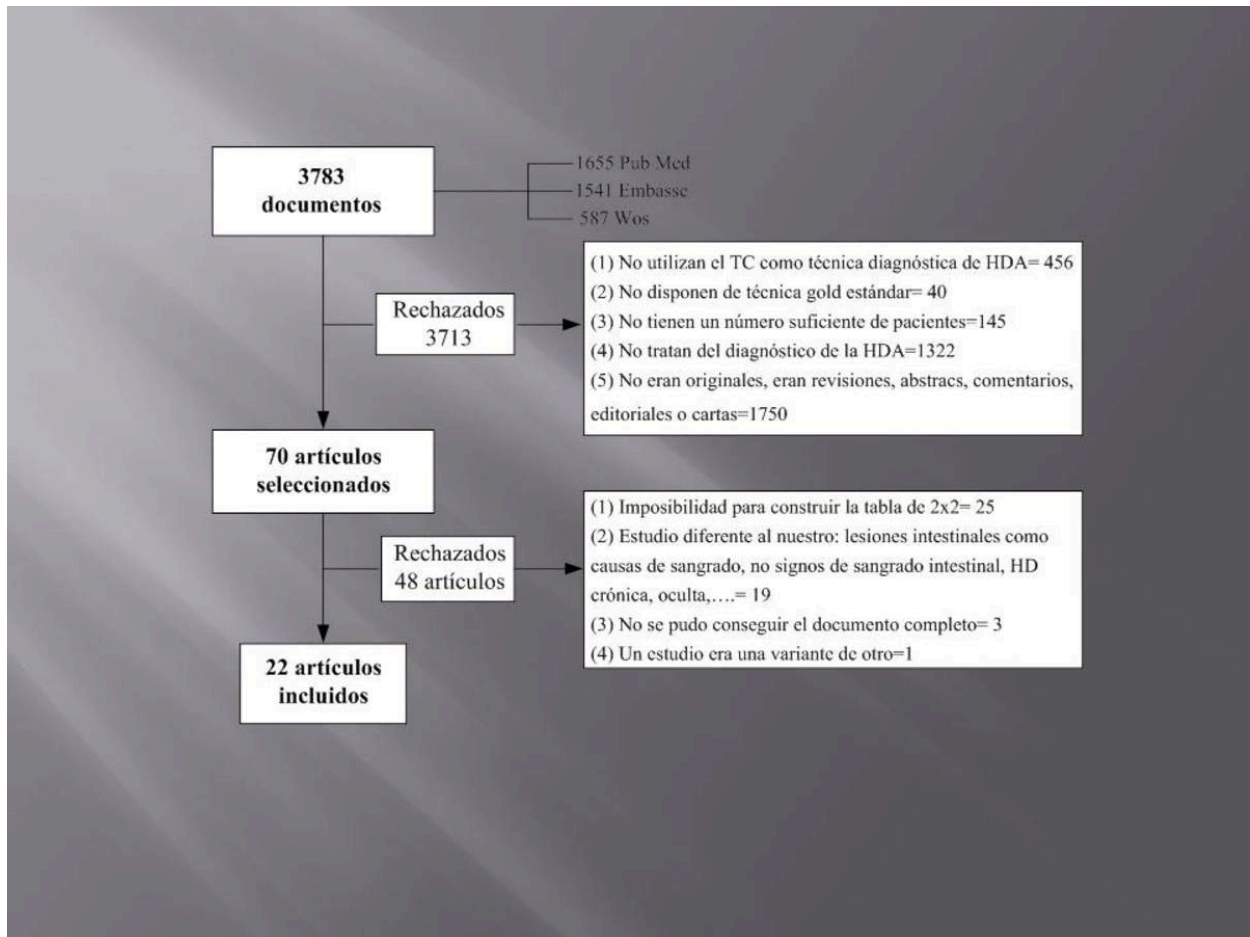 3783
documentos
1655 Pub Med
1541 Embasse
587 Wos
Rechazados
3713
(1) No utilizan el TC como técnica diagnóstica de HDA= 456
(2) No disponen de técnica gold estándar= 40
(3) No tienen un número suficiente de pacientes=145
(4) No tratan del diagnóstico de la HDA=1322
(5) No eran originales, eran revisiones, abstracs, comentarios,
editoriales o cartas=1750
70 artículos
seleccionados
Rechazados
48 artículos
(1) Imposibilidad para construir la tabla de 2x2= 25
(2) Estudio diferente al nuestro: lesiones intestinales como
causas de sangrado, no signos de sangrado intestinal, HD
crónica, oculta,….= 19
(3) No se pudo conseguir el documento completo= 3
(4) Un estudio era una variante de otro=1
22 artículos
incluidos